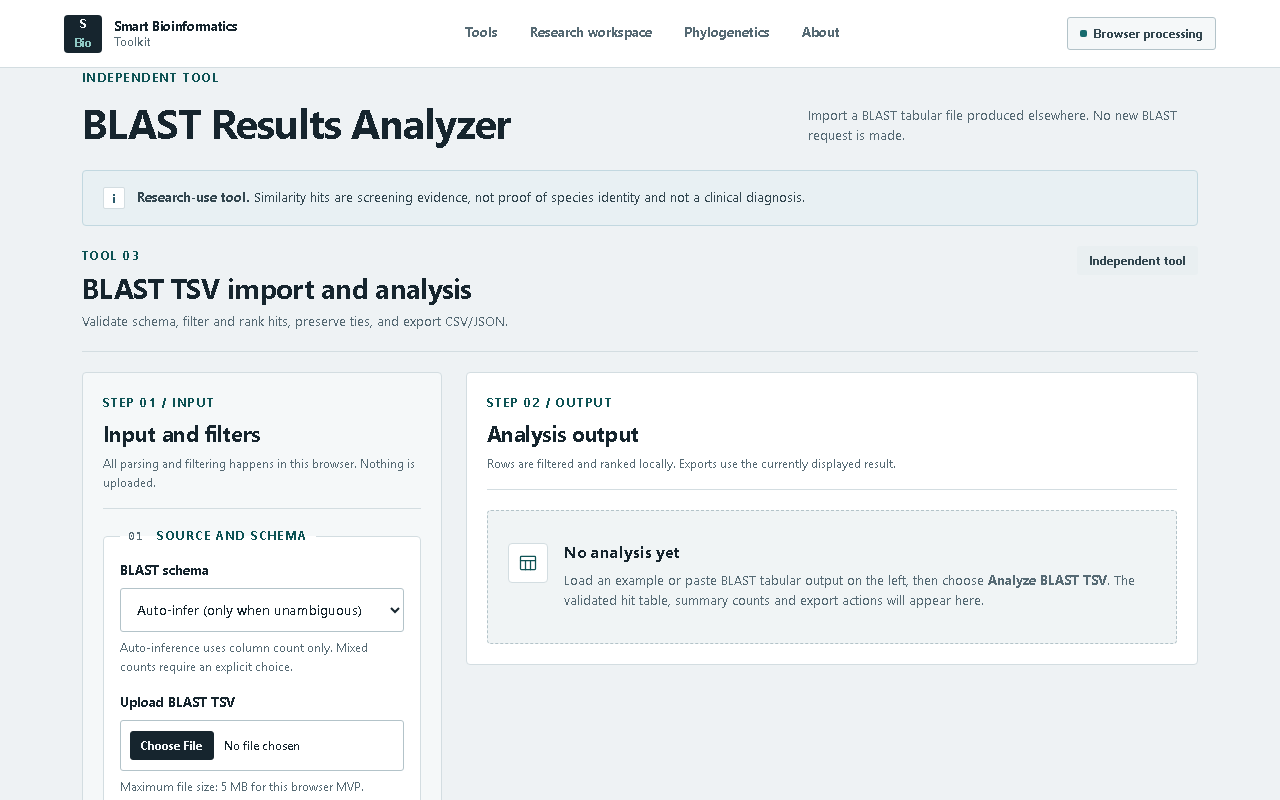 S
Bio
Smart Bioinformatics
Toolkit
Tools
Research workspace
Phylogenetics
About
Browser processing
INDEPENDENT TOOL
BLAST Results Analyzer
Import a BLAST tabular file produced elsewhere. No new BLAST
request is made.
i
Research-use tool. Similarity hits are screening evidence, not proof of species identity and not a clinical diagnosis.
TOOL 03
Independent tool
BLAST TSV import and analysis
Validate schema, filter and rank hits, preserve ties, and export CSV/JSON.
STEP 01 / INPUT
Input and filters
All parsing and filtering happens in this browser. Nothing is
uploaded.
01 SOURCE AND SCHEMA
BLAST schema
Auto-infer (only when unambiguous)
Auto-inference uses column count only. Mixed
counts require an explicit choice.
Upload BLAST TSV
Choose File No file chosen
Maximum file size: 5 MB for this browser MVP.
STEP 02 / OUTPUT
Analysis output
Rows are filtered and ranked locally. Exports use the currently displayed result.
No analysis yet
Load an example or paste BLAST tabular output on the left, then choose Analyze BLAST TSV. The
validated hit table, summary counts and export actions will appear here.